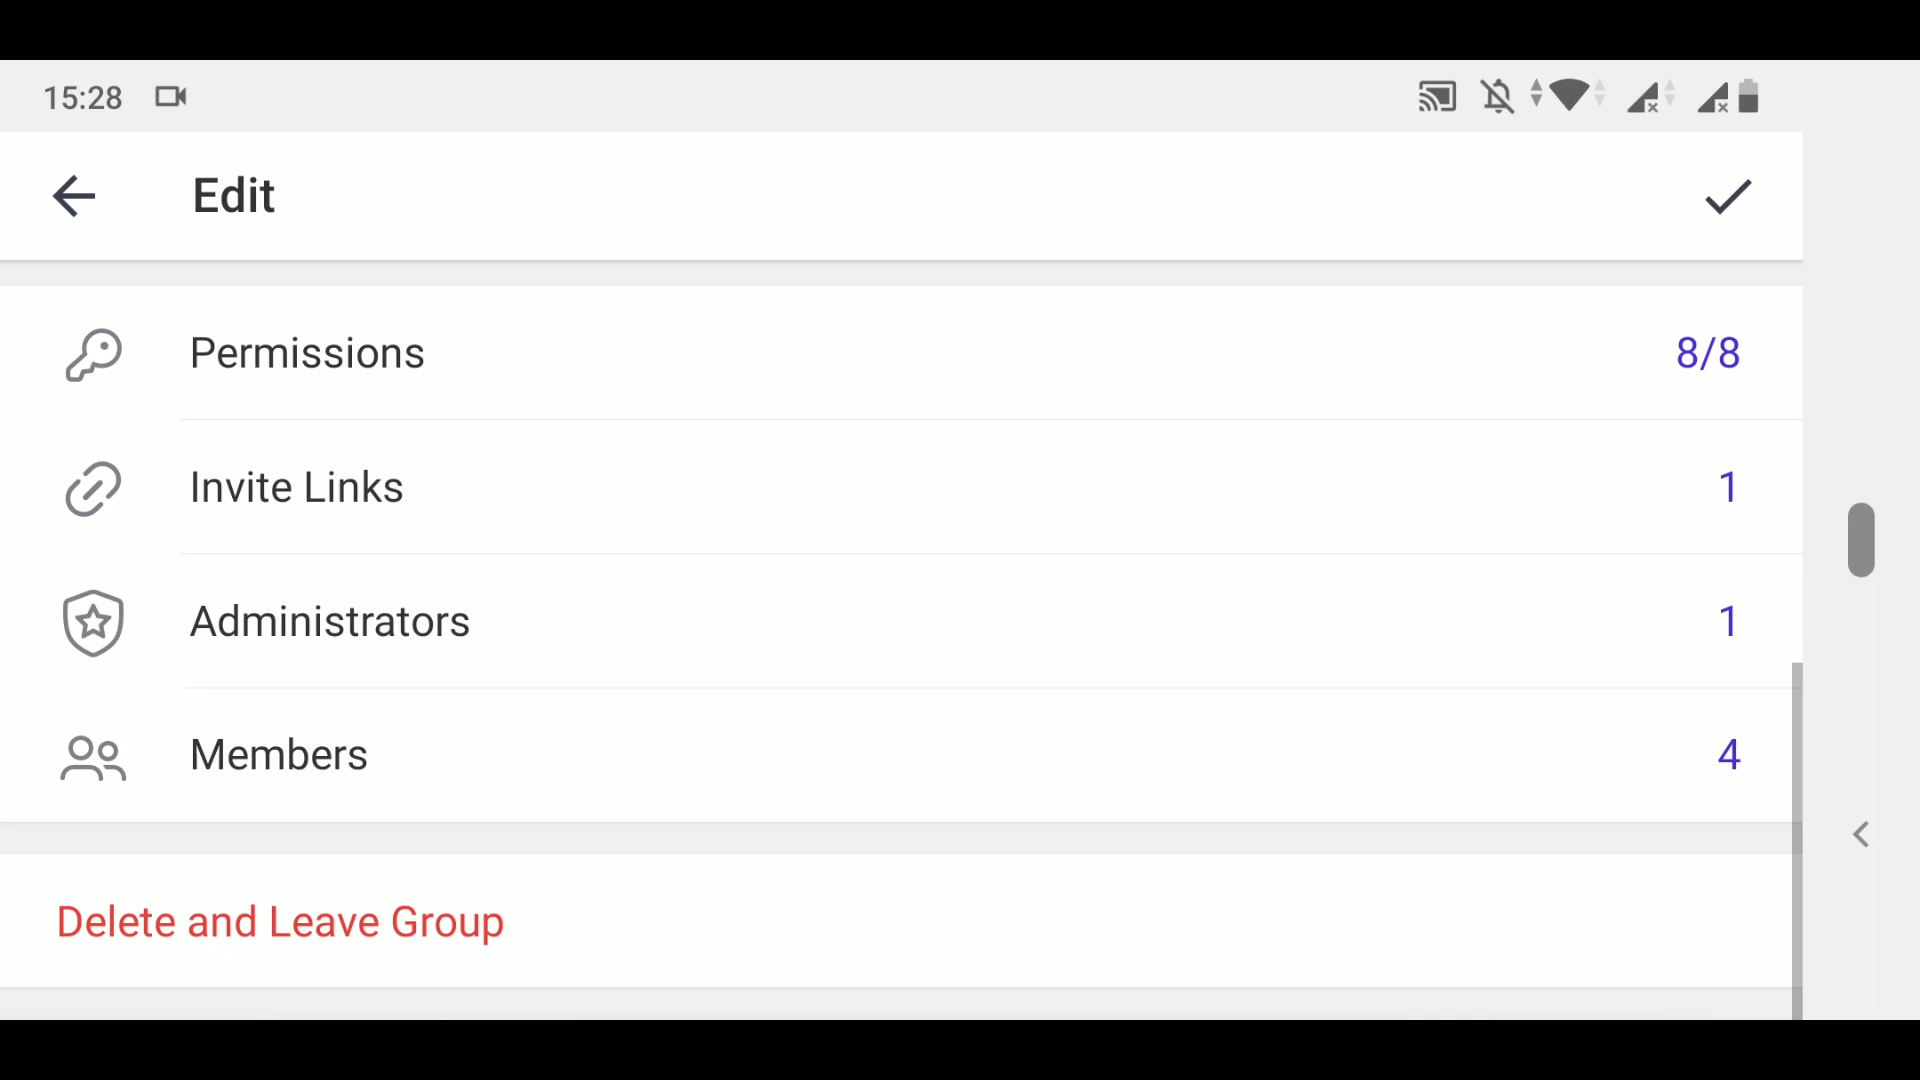 15:28
Edit
Permissions 8/8
Invite Links 1
Administrators 1
Members 4
Delete and Leave Group